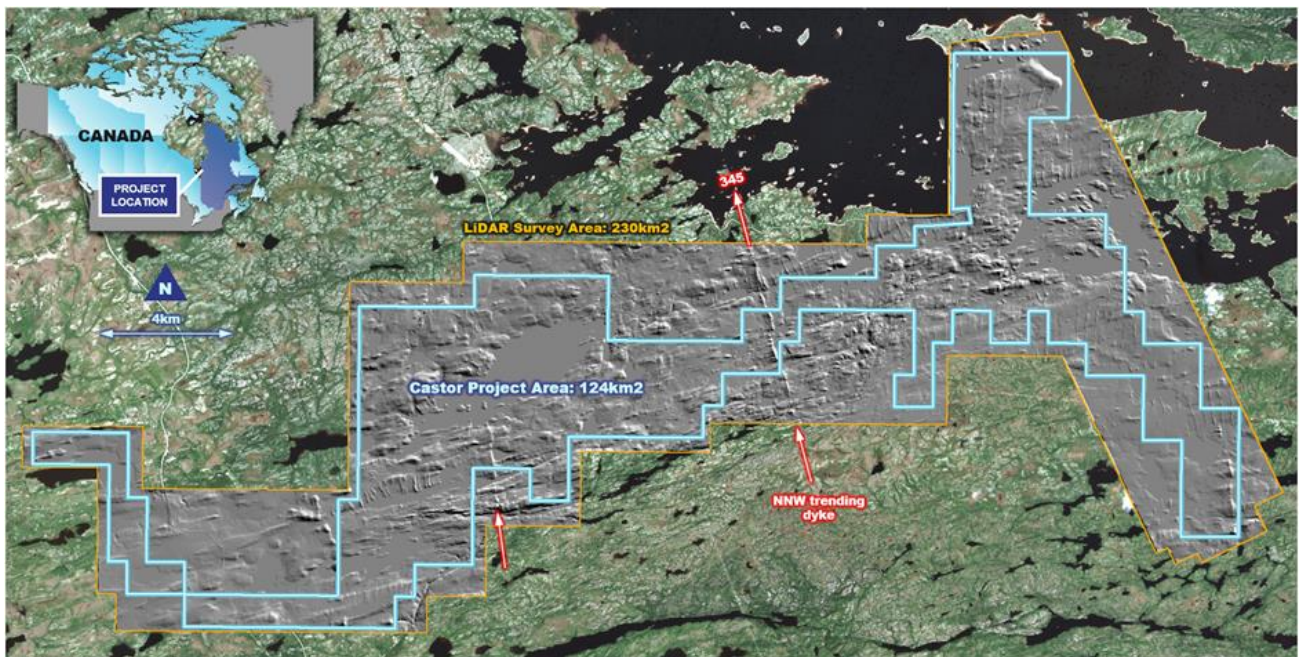 CANADA
PROJECT
LOCATION
345
LiDAR Survey Area: 230km2
N
4km
Castor Project Area: 124km2
NNW trending
dyke